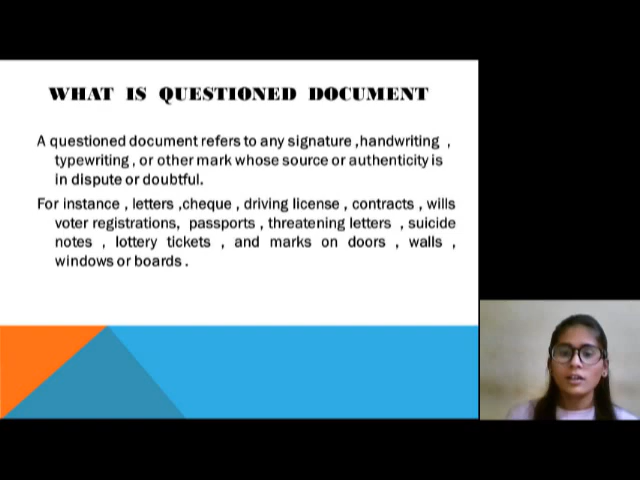 WHAT IS QUESTIONED DOCUMENT
A questioned document refers to any signature ,handwriting ,
typewriting , or other mark whose source or authenticity is
in dispute or doubtful.
For instance , letters ,cheque , driving license , contracts , wills
voter registrations, passports , threatening letters , suicide
notes , lottery tickets , and marks on doors , walls ,
windows or boards .